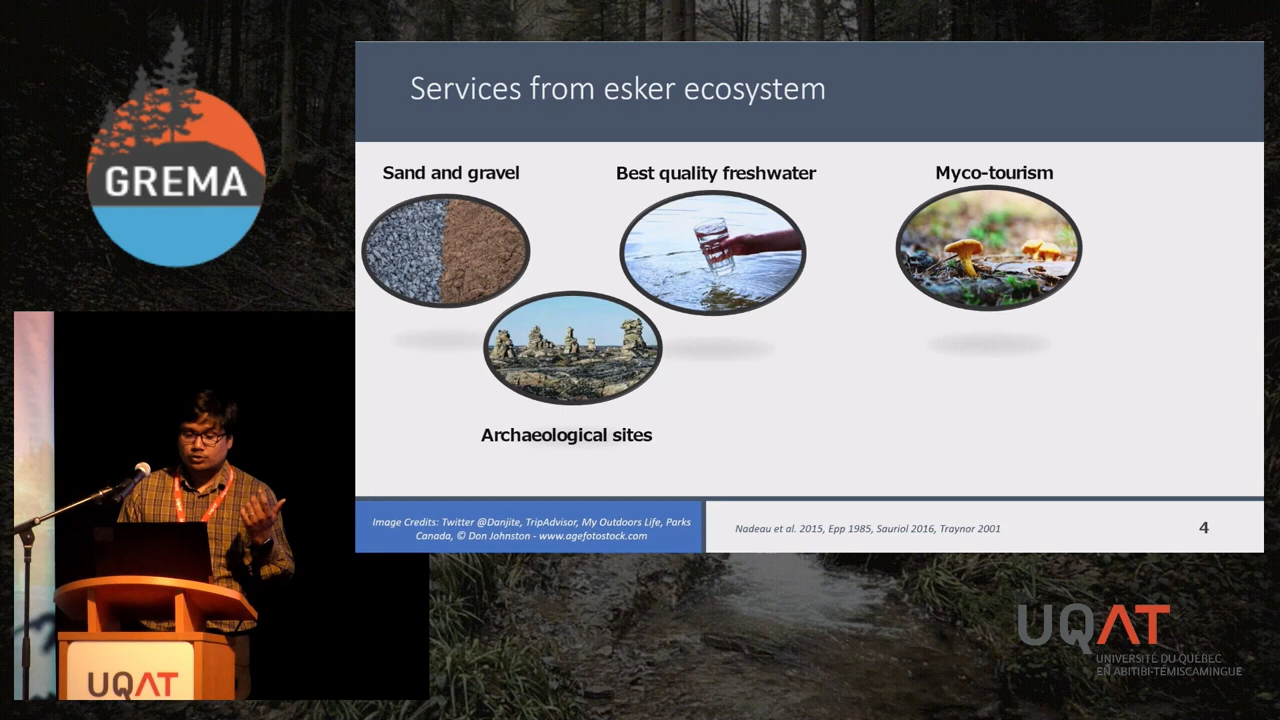 GREMA
Services from esker ecosystem
Sand and gravel
Best quality freshwater
Myco-tourism
Archaeological sites
Image Credits: Twitter @Danjite, TripAdvisor, My Outdoors Life, Parks
Canada, © Don Johnston - www.agefotostock.com
Nadeau et al. 2015, Epp 1985, Sauriol 2016, Traynor 2001
4
UQAT
UQAT
UNIVERSITÉ DU QUÉBEC
EN ABITIBI-TÉMISCAMINGUE